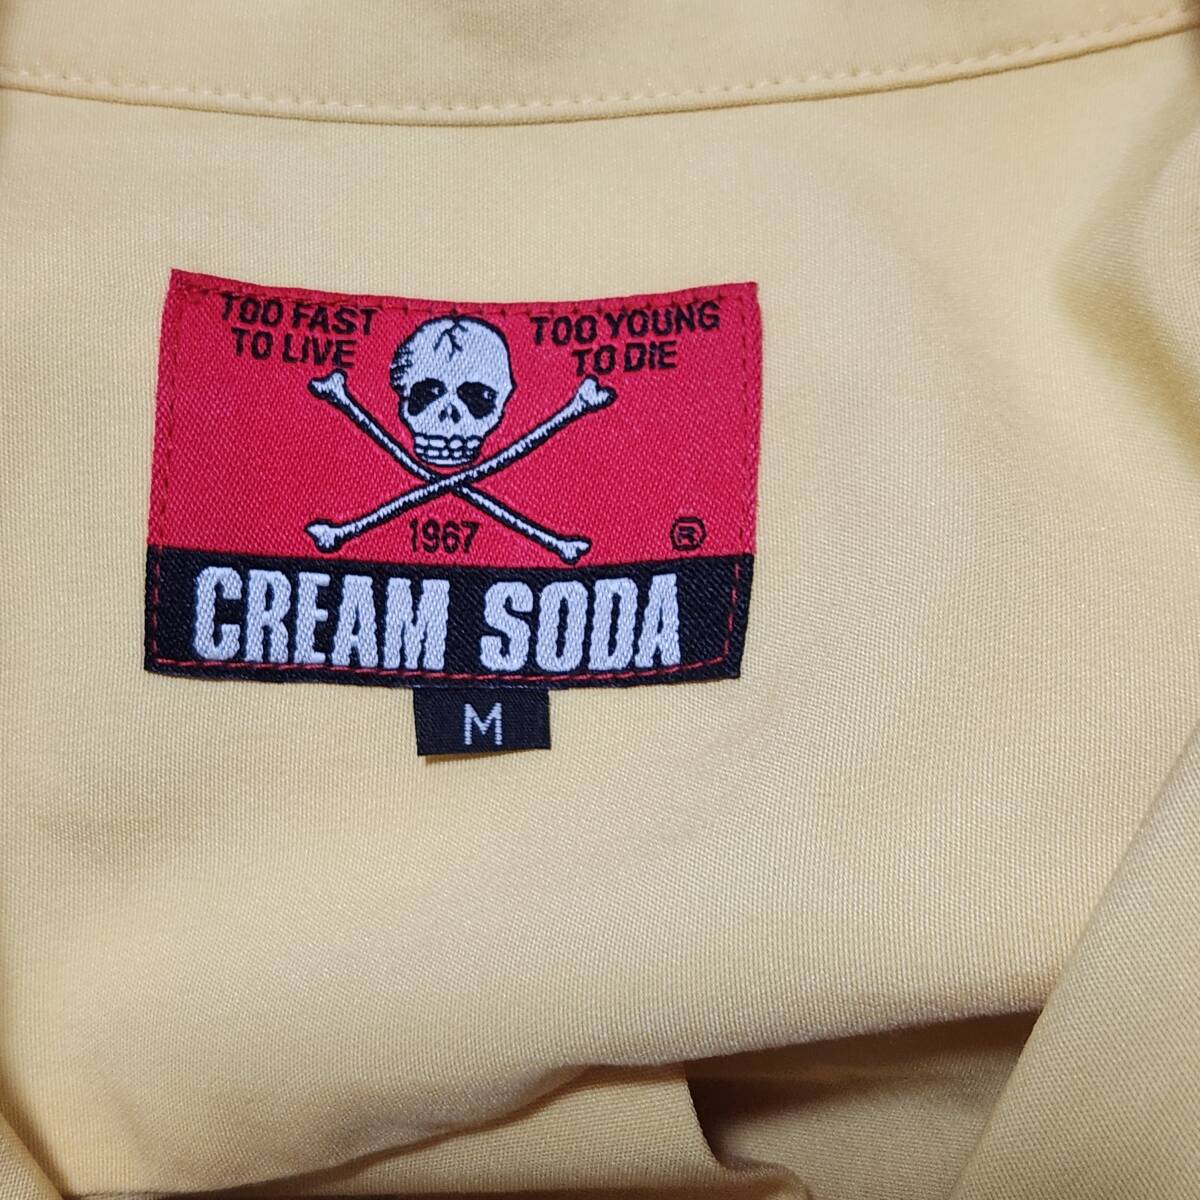 TOO FAST
TO LIVE
TOO YOUNG
TO DIE
1967
®
CREAM SODA
M